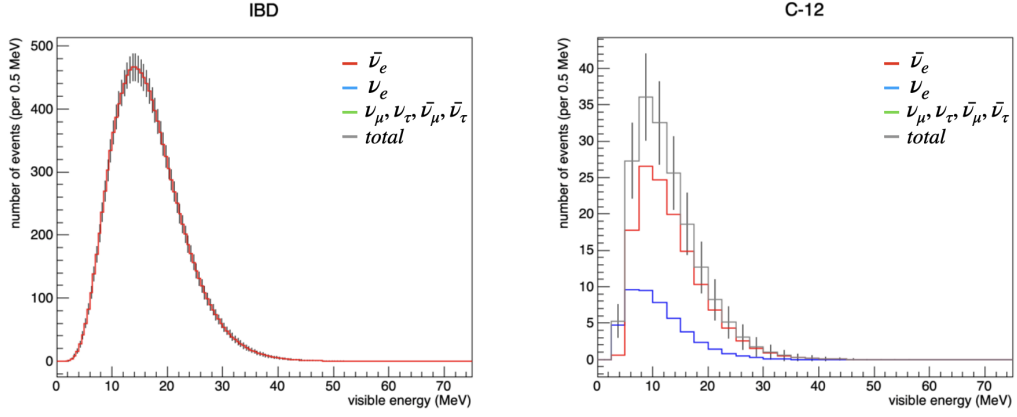 IBD
number of events (per 0.5 MeV)
500
400
300
200
100
0
0 10 20 30 40 50 60 70
visible energy (MeV)
ν̄e
νe
νμ, ντ, ν̄μ, ν̄τ
total
C-12
number of events (per 0.5 MeV)
40
35
30
25
20
15
10
5
0
0 10 20 30 40 50 60 70
visible energy (MeV)
ν̄e
νe
νμ, ντ, ν̄μ, ν̄τ
total